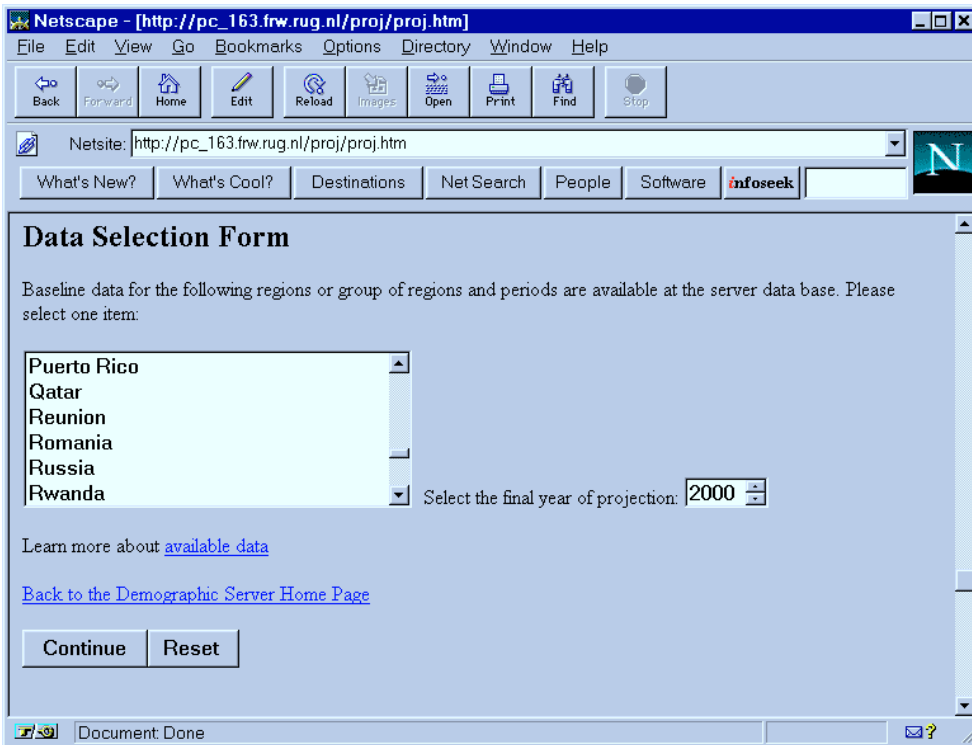 Netscape - [http://pc_163.frw.rug.nl/proj/proj.htm]
File Edit View Go Bookmarks Options Directory Window Help
Back Forward Home Edit Reload Images Open Print Find Stop
Netsite: http://pc_163.frw.rug.nl/proj/proj.htm
N
What's New? What's Cool? Destinations Net Search People Software infoseek
Data Selection Form
Baseline data for the following regions or group of regions and periods are available at the server data base. Please
select one item:
Puerto Rico
Qatar
Reunion
Romania
Russia
Rwanda
Select the final year of projection: 2000
Learn more about available data
Back to the Demographic Server Home Page
Continue Reset
Document: Done